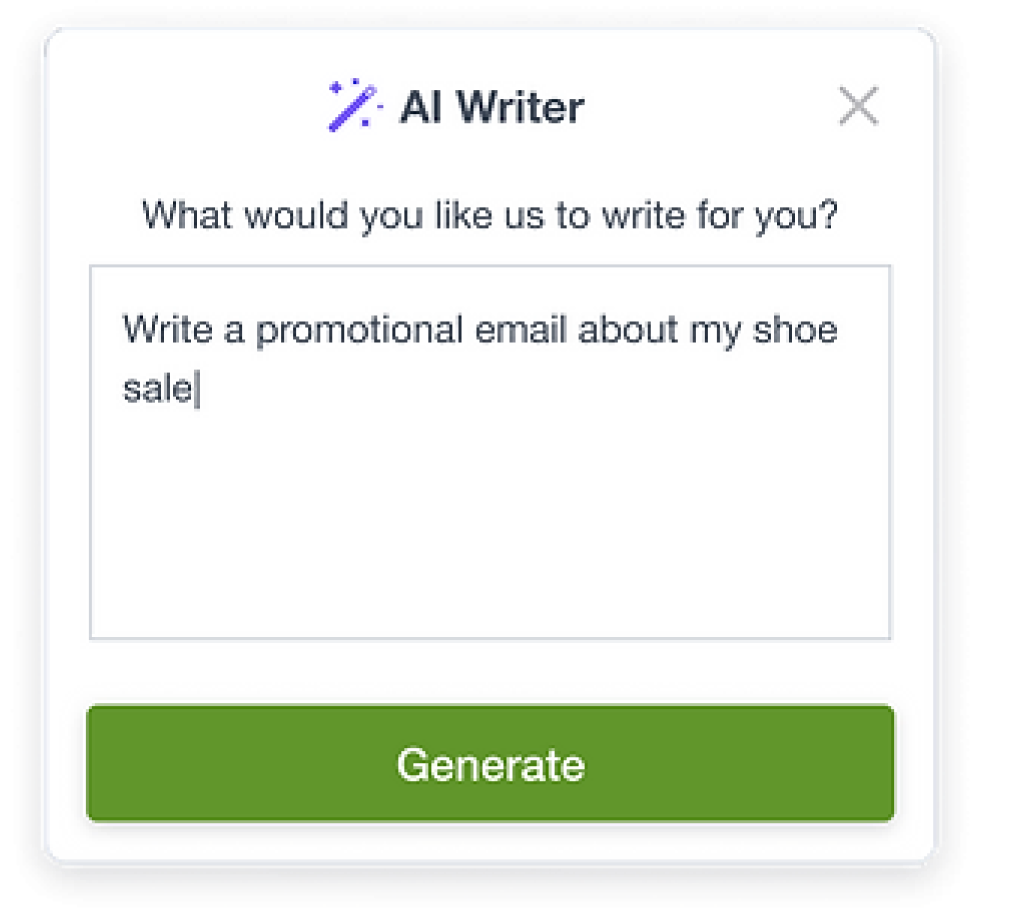 AI Writer
What would you like us to write for you?
Write a promotional email about my shoe
sale
Generate